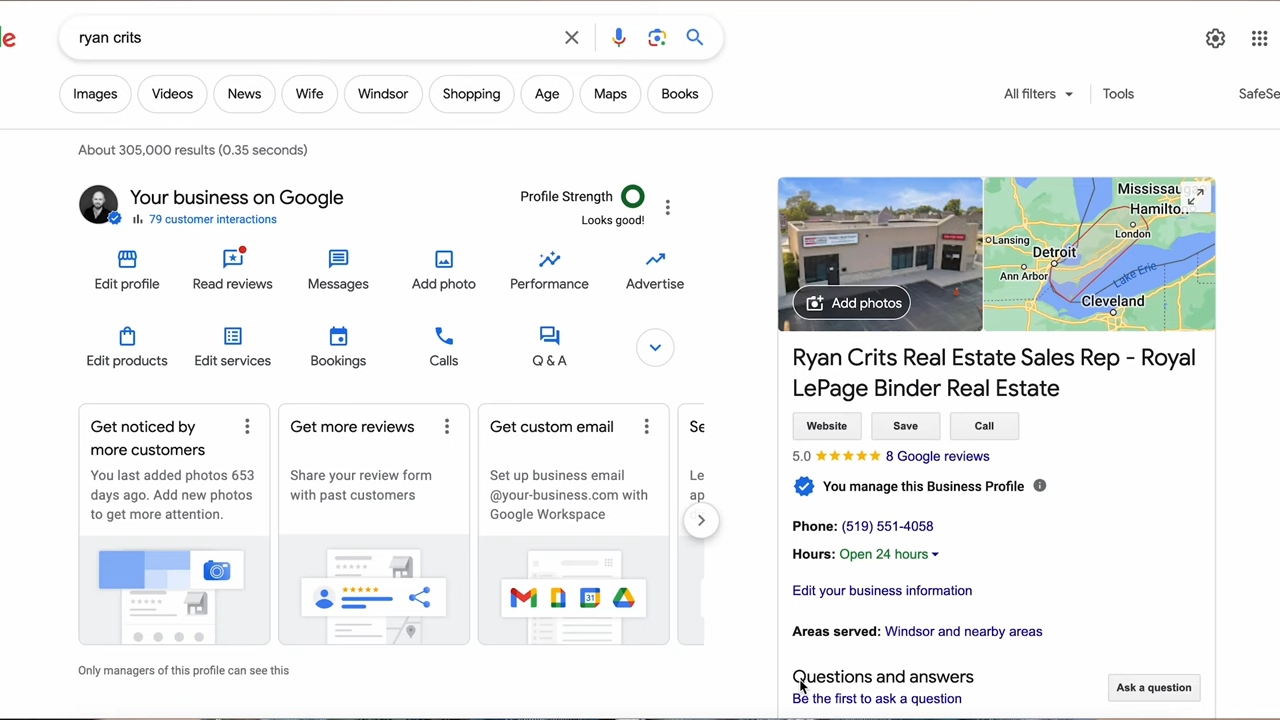 ryan crits
Images Videos News Wife Windsor Shopping Age Maps Books
All filters Tools
About 305,000 results (0.35 seconds)
Your business on Google
79 customer interactions
Profile Strength
Looks good!
Edit profile Read reviews Messages Add photo Performance Advertise
Edit products Edit services Bookings Calls Q & A
Get noticed by
more customers
You last added photos 653
days ago. Add new photos
to get more attention.
Get more reviews
Share your review form
with past customers
Get custom email
Set up business email
@your-business.com with
Google Workspace
31
Only managers of this profile can see this
Add photos
Hamilto..
London
Lansing
Detroit
Ann Arbor
Lake Erie
Cleveland
Ryan Crits Real Estate Sales Rep - Royal
LePage Binder Real Estate
Website Save Call
5.0 8 Google reviews
You manage this Business Profile
Phone: (519) 551-4058
Hours: Open 24 hours
Edit your business information
Areas served: Windsor and nearby areas
Questions and answers
Be the first to ask a question
Ask a question